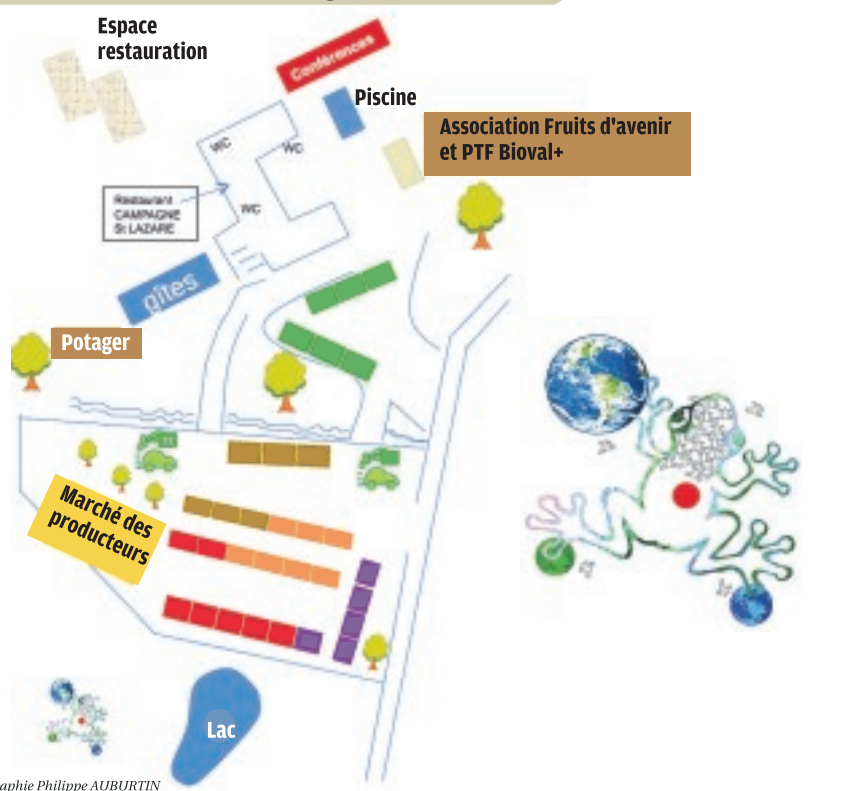 Espace
restauration
Conférences
Piscine
Association Fruits d'avenir
et PTF Bioval+
WC
WC
Restaurant
CAMPAGNE
St LAZARE
WC
gîtes
Potager
Marché des
producteurs
Lac
aphie Philippe AUBURTIN